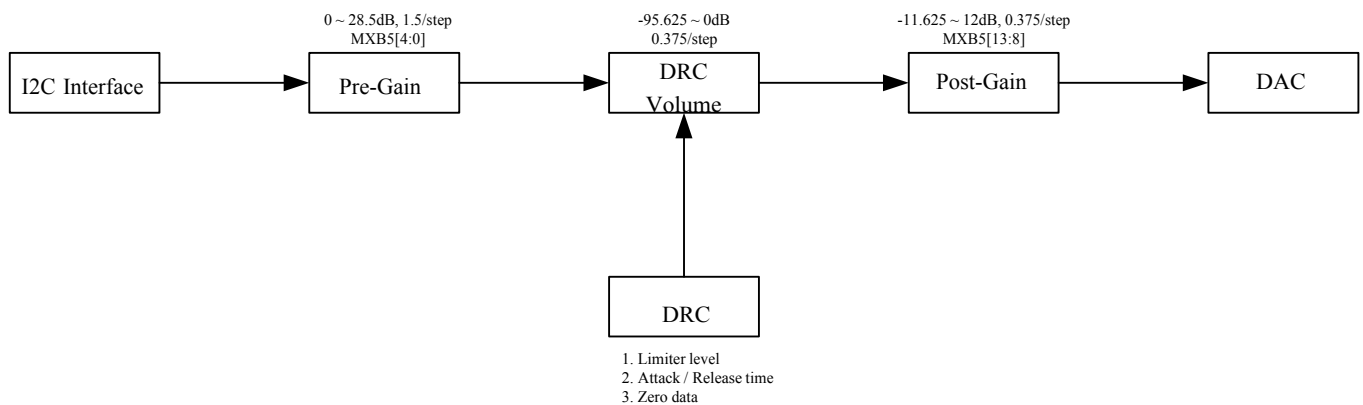 0 ~ 28.5dB, 1.5/step
MXB5[4:0]
-95.625 ~ 0dB
0.375/step
-11.625 ~ 12dB, 0.375/step
MXB5[13:8]
I2C Interface
Pre-Gain
DRC
Volume
Post-Gain
DAC
DRC
1. Limiter level
2. Attack / Release time
3. Zero data